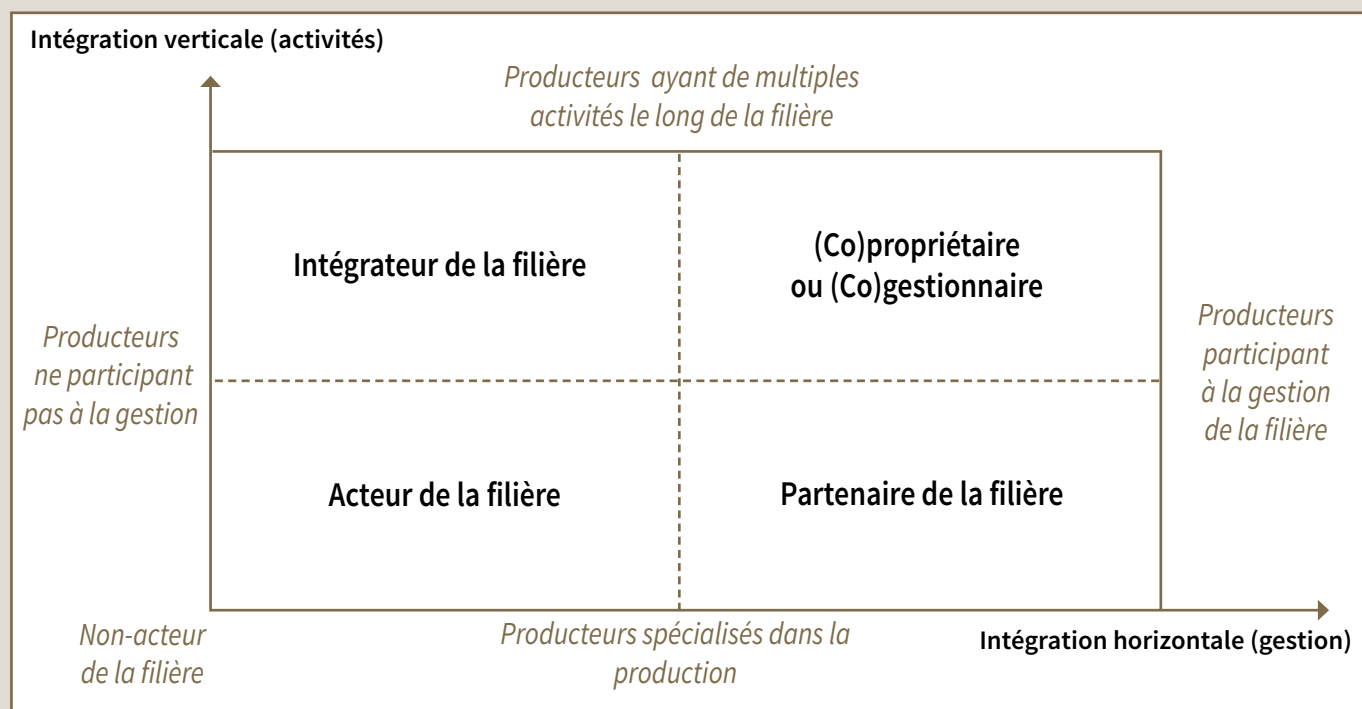 Intégration verticale (activités)
Producteurs ayant de multiples
activités le long de la filière
Intégrateur de la filière
(Co)propriétaire
ou (Co)gestionnaire
Producteurs
ne participant
pas à la gestion
Producteurs
participant
à la gestion
de la filière
Acteur de la filière
Partenaire de la filière
Non-acteur
de la filière
Producteurs spécialisés dans la
production
Intégration horizontale (gestion)